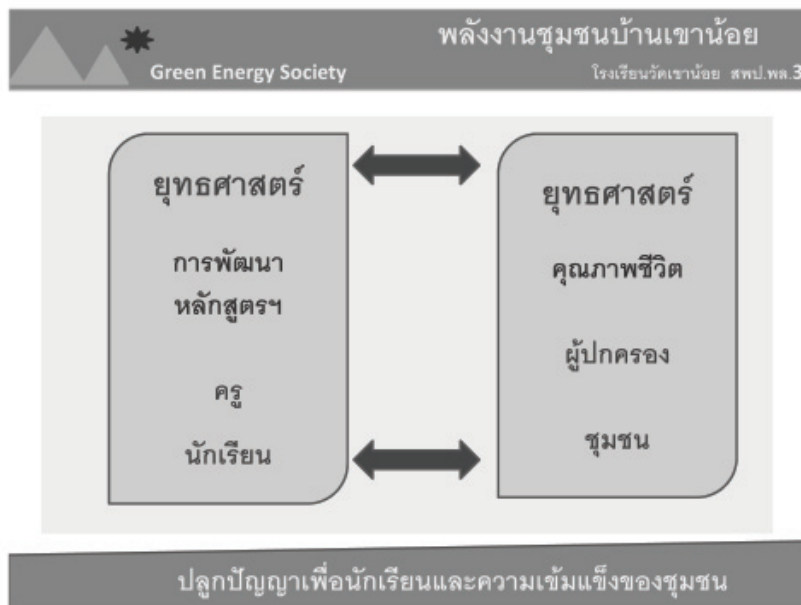 พลังงานชุมชนบ้านเขาน้อย
Green Energy Society
โรงเรียนวัดเขาน้อย สพป.พล.3
ยุทธศาสตร์
การพัฒนา
หลักสูตรฯ
ครู
นักเรียน
ยุทธศาสตร์
คุณภาพชีวิต
ผู้ปกครอง
ชุมชน
ปลูกปัญญาเพื่อนักเรียนและความเข้มแข็งของชุมชน